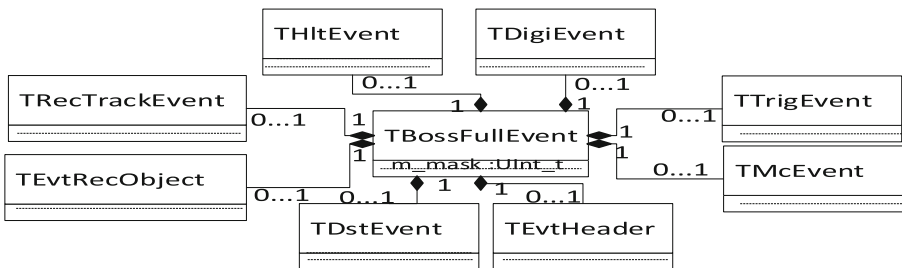 THltEvent
TDigiEvent
0...1
0...1
TRecTrackEvent
TTrigEvent
0...1
1
1
1
0...1
1
TBossFullEvent
m_mask :UInt_t
1
1
TEvtRecObject
TMcEvent
0...1
0...1
1
1
0...1
0...1
TDstEvent
TEvtHeader